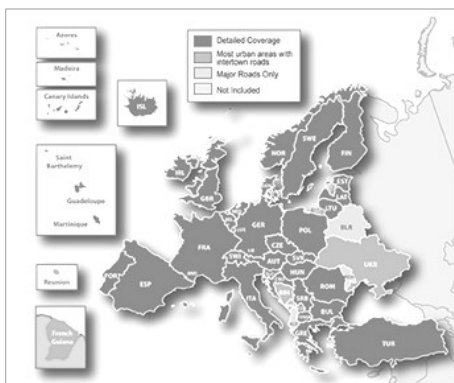 Azores
Madeira
Canary Islands
ISL
Saint
Barthelemy
Guadeloupe
Martinique
Reunion
French
Guiana
Detailed Coverage
Most urban areas with
intertown roads
Major Roads Only
Not Included
NOR
SWE
FIN
EST
LAT
LTU
BLR
IRL
GBR
GER
POL
UKR
CZE
SVK
FRA
SWI
AUT
HUN
ROM
SRB
BUL
POR
ESP
ITA
GRE
TUR